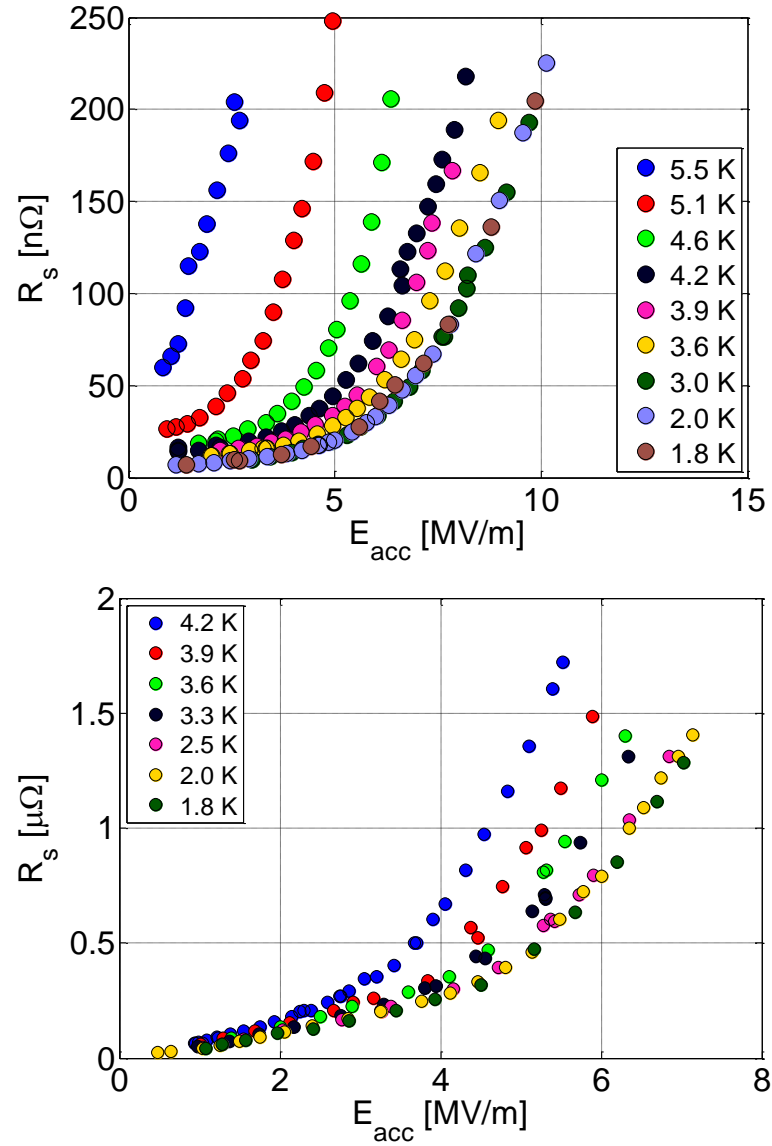 250
200
150
100
50
0
R_s [nΩ]
5.5 K
5.1 K
4.6 K
4.2 K
3.9 K
3.6 K
3.0 K
2.0 K
1.8 K
0 5 10 15
E_acc [MV/m]
2
1.5
1
0.5
0
R_s [μΩ]
4.2 K
3.9 K
3.6 K
3.3 K
2.5 K
2.0 K
1.8 K
0 2 4 6 8
E_acc [MV/m]